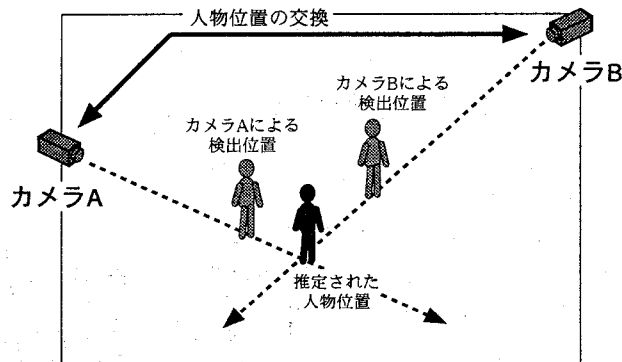 人物位置の交換
カメラB
カメラBによる
検出位置
カメラAによる
検出位置
カメラA
推定された
人物位置